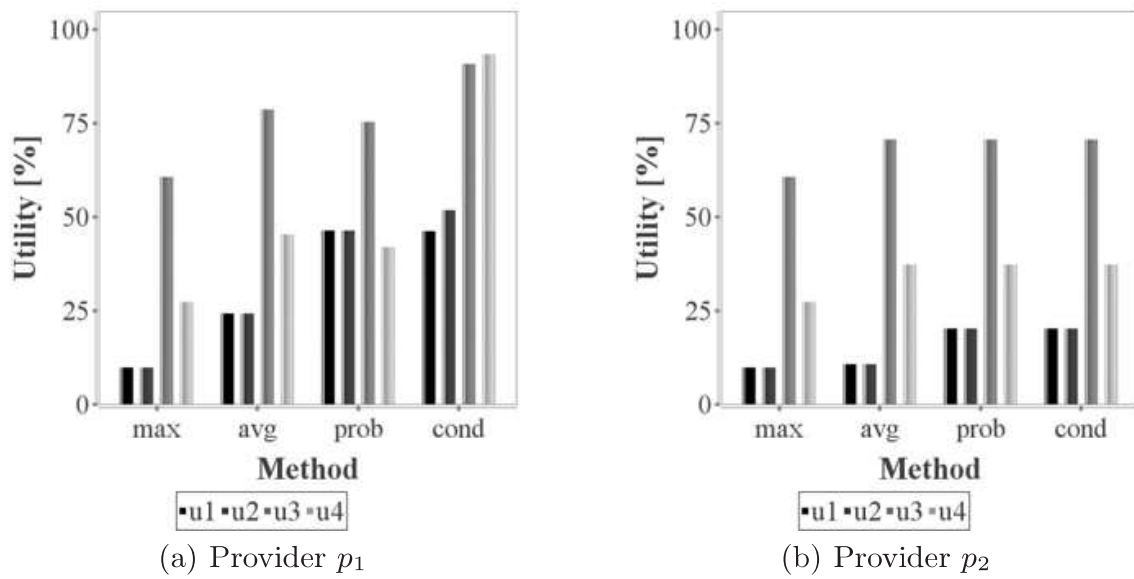 100
75
50
25
0
Utility [%]
max avg prob cond
Method
u1 u2 u3 u4
(a) Provider p1
100
75
50
25
0
Utility [%]
max avg prob cond
Method
u1 u2 u3 u4
(b) Provider p2